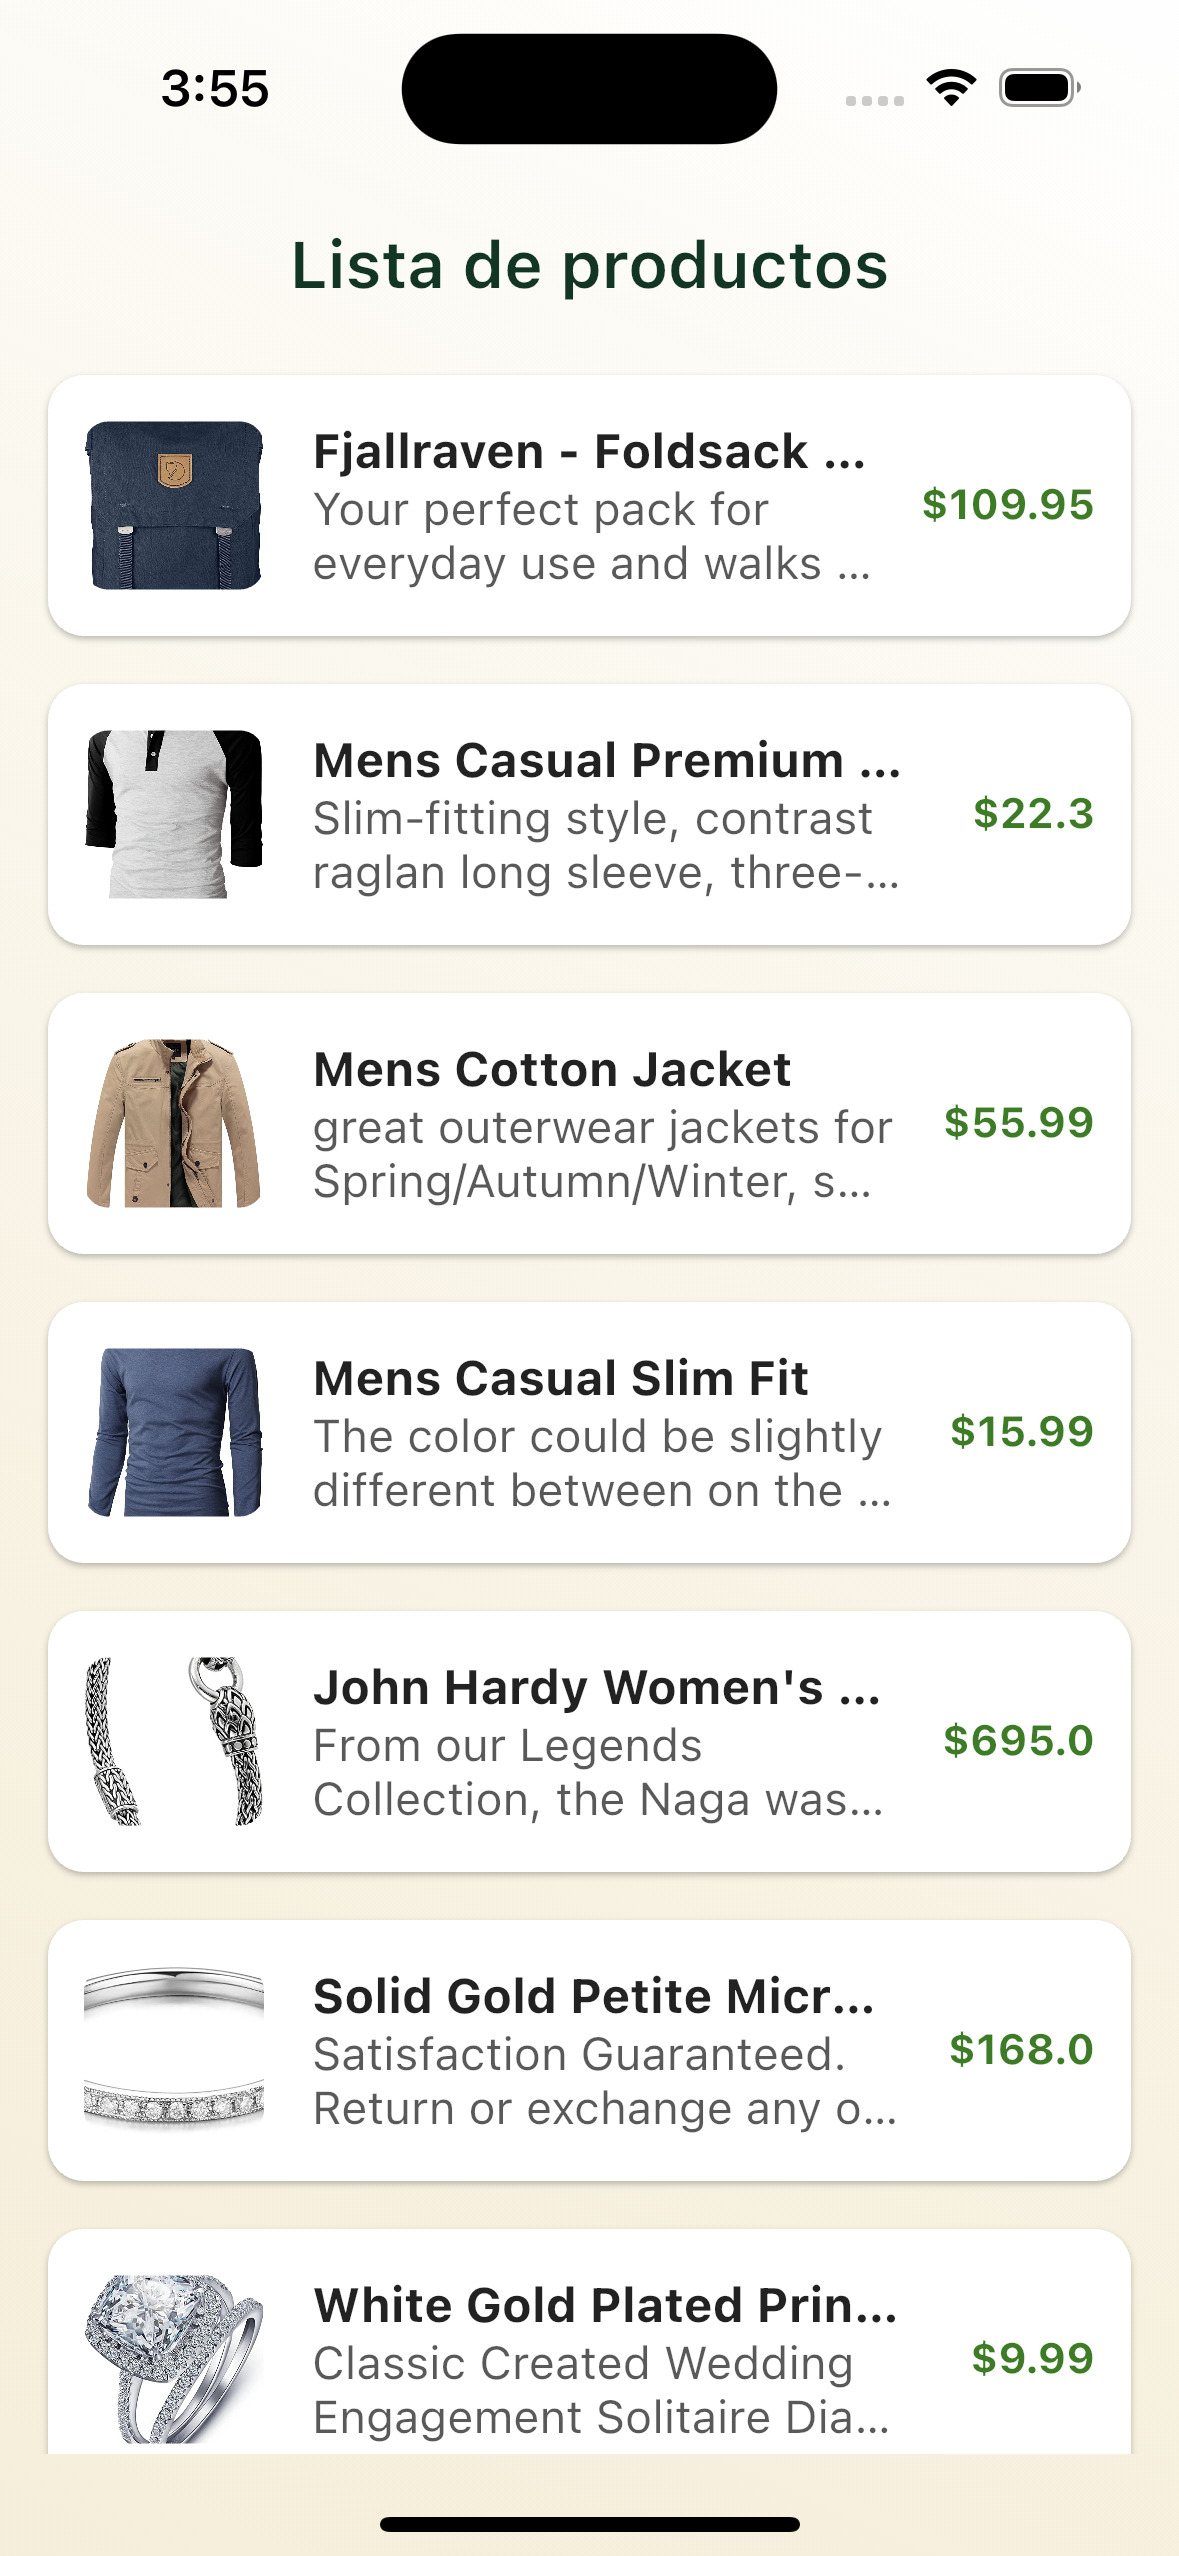 3:55
Lista de productos
Fjallraven - Foldsack ...
Your perfect pack for
everyday use and walks ...
$109.95
Mens Casual Premium ...
Slim-fitting style, contrast
raglan long sleeve, three-...
$22.3
Mens Cotton Jacket
great outerwear jackets for
Spring/Autumn/Winter, s...
$55.99
Mens Casual Slim Fit
The color could be slightly
different between on the ...
$15.99
John Hardy Women's ...
From our Legends
Collection, the Naga was...
$695.0
Solid Gold Petite Micr...
Satisfaction Guaranteed.
Return or exchange any o...
$168.0
White Gold Plated Prin...
Classic Created Wedding
Engagement Solitaire Dia...
$9.99